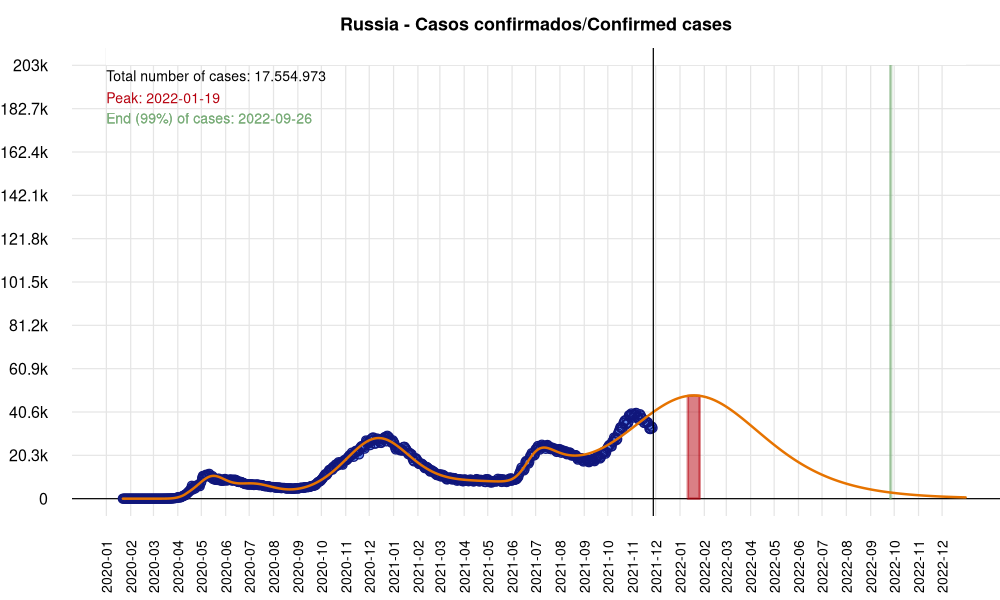 Russia - Casos confirmados/Confirmed cases
203k
Total number of cases: 17.554.973
Peak: 2022-01-19
182.7k
End (99%) of cases: 2022-09-26
162.4k
142.1k
121.8k
101.5k
81.2k
60.9k
40.6k
20.3k
0
2020-01
2020-02
2020-03
2020-04
2020-05
2020-06
2020-07
2020-08
2020-09
2020-10
2020-11
2020-12
2021-01
2021-02
2021-03
2021-04
2021-05
2021-06
2021-07
2021-08
2021-09
2021-10
2021-11
2021-12
2022-01
2022-02
2022-03
2022-04
2022-05
2022-06
2022-07
2022-08
2022-09
2022-10
2022-11
2022-12